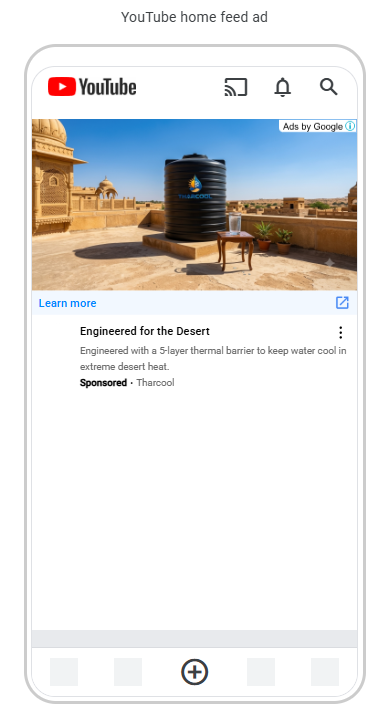 YouTube home feed ad
YouTube
Ads by Google
THARCOOL
Learn more
Engineered for the Desert
Engineered with a 5-layer thermal barrier to keep water cool in
extreme desert heat.
Sponsored • Tharcool